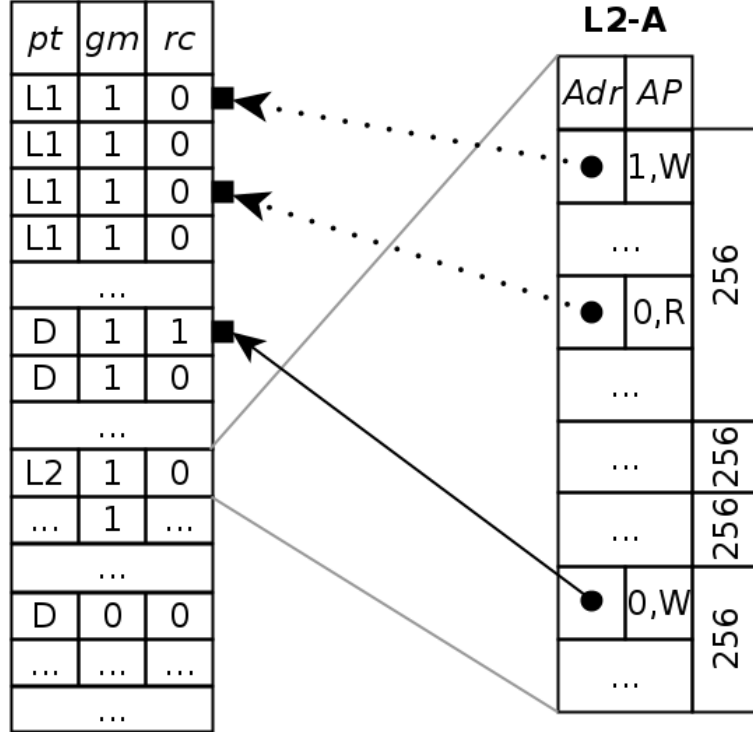 pt gm rc
L1 1 0
L1 1 0
L1 1 0
L1 1 0
...
D 1 1
D 1 0
...
L2 1 0
... 1 ...
...
D 0 0
... ... ...
...
L2-A
Adr AP
1,W
...
0,R
...
256
...
256
...
256
0,W
...
256